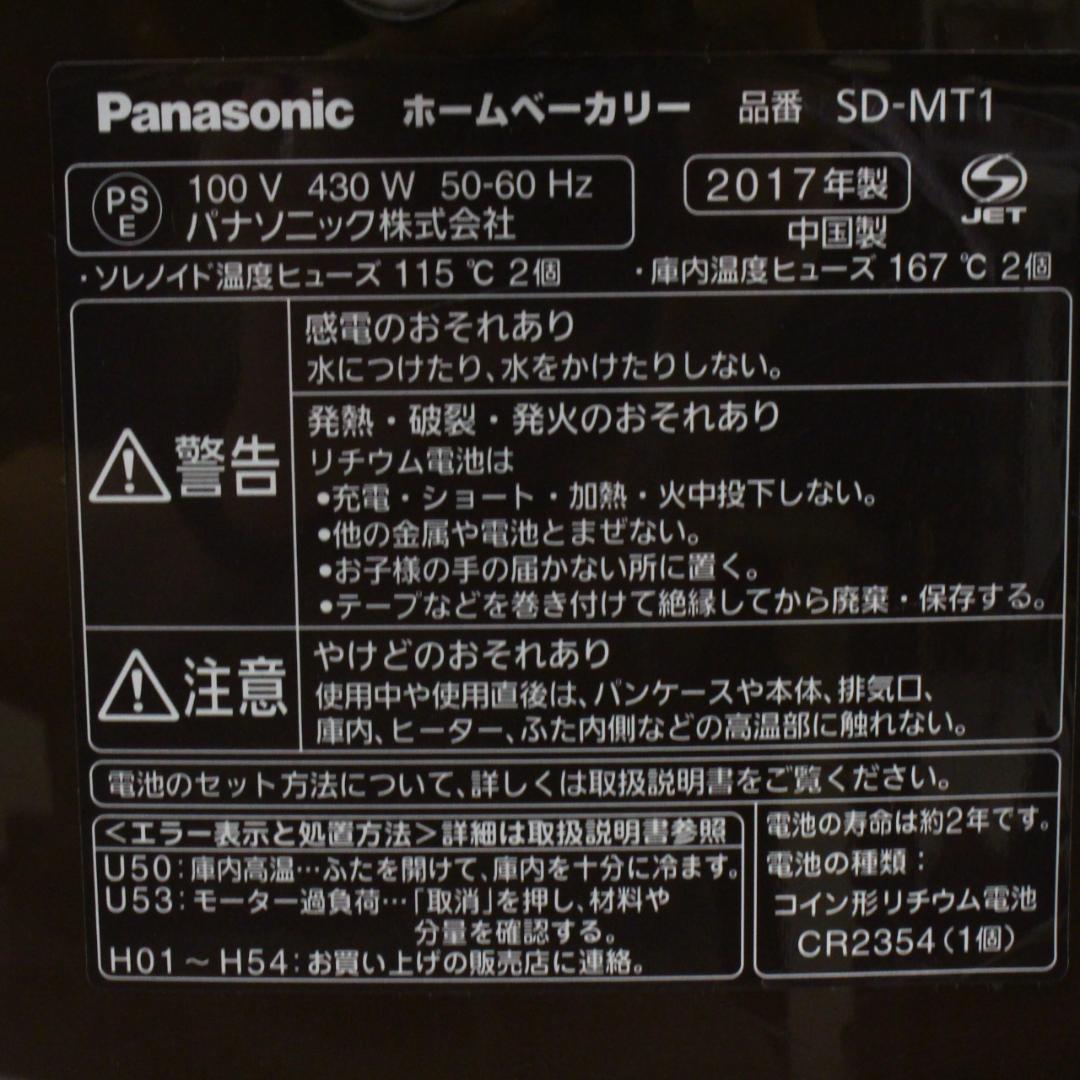 Panasonic ホームベーカリー 品番 SD-MT1
PSE 100 V 430 W 50-60 Hz
パナソニック株式会社
2017年製
中国製
JET
・ソレノイド温度ヒューズ 115 ℃ 2個 ・庫内温度ヒューズ 167 ℃ 2個
警告
感電のおそれあり
水につけたり、水をかけたりしない。
発熱・破裂・発火のおそれあり
リチウム電池は
●充電・ショート・加熱・火中投下しない。
●他の金属や電池とまぜない。
●お子様の手の届かない所に置く。
●テープなどを巻き付けて絶縁してから廃棄・保存する。
注意
やけどのおそれあり
使用中や使用直後は、パンケースや本体、排気口、
庫内、ヒーター、ふた内側などの高温部に触れない。
電池のセット方法について、詳しくは取扱説明書をご覧ください。
<エラー表示と処置方法>詳細は取扱説明書参照
U50:庫内高温…ふたを開けて、庫内を十分に冷ます。
U53:モーター過負荷…「取消」を押し、材料や
分量を確認する。
H01～H54:お買い上げの販売店に連絡。
電池の寿命は約2年です。
電池の種類:
コイン形リチウム電池
CR2354(1個)